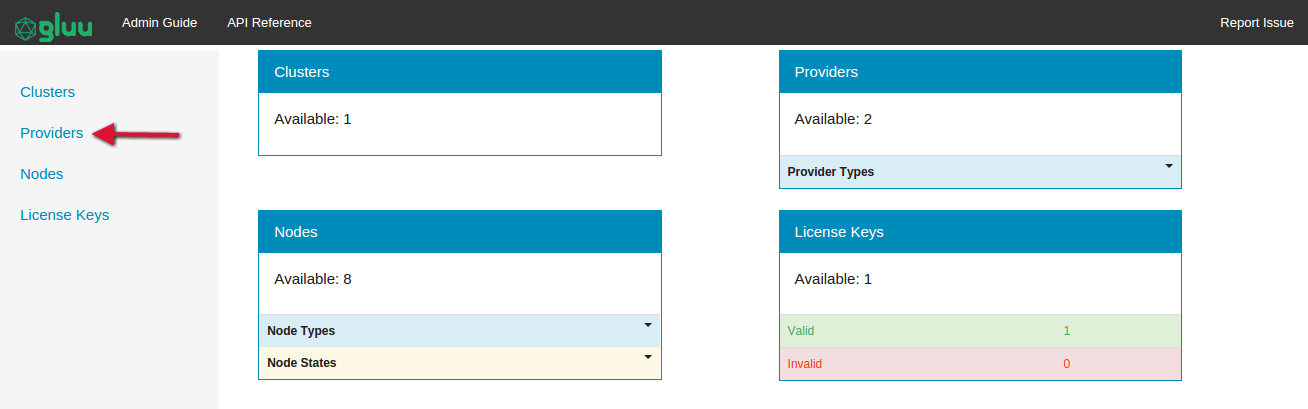 gluu
Admin Guide
API Reference
Report Issue
Clusters
Providers
Nodes
License Keys
Clusters
Available: 1
Providers
Available: 2
Provider Types
Nodes
Available: 8
Node Types
Node States
License Keys
Available: 1
Valid 1
Invalid 0